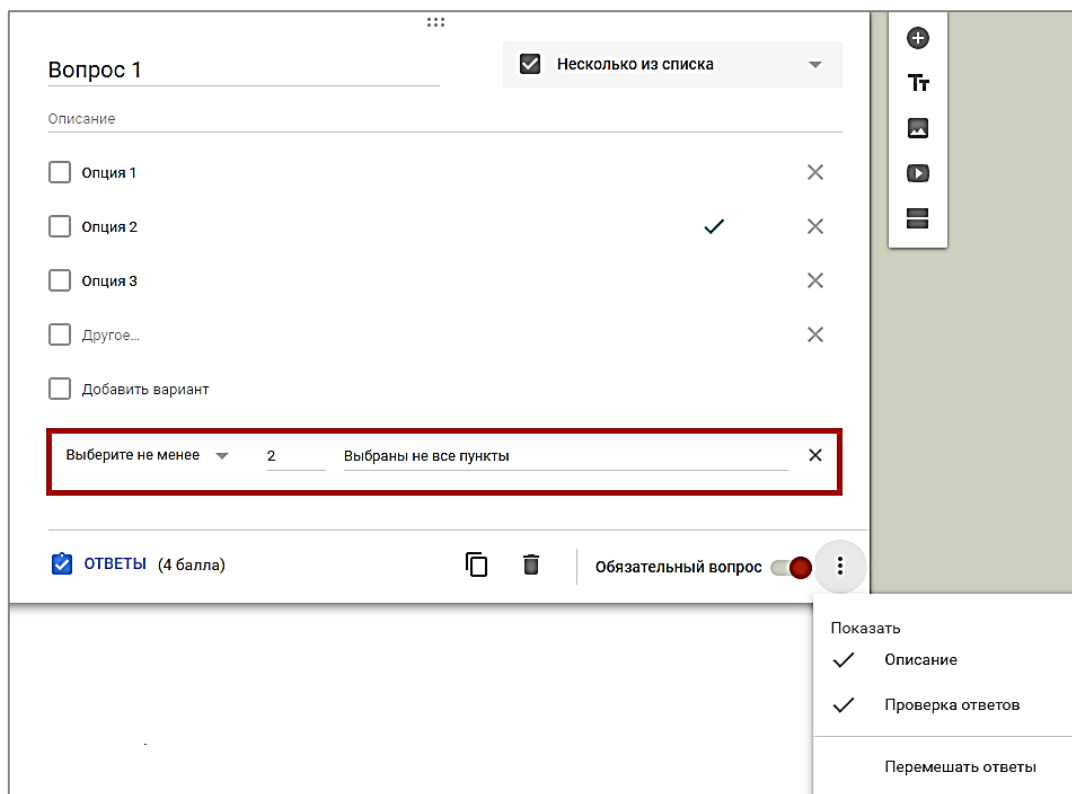 Вопрос 1
Несколько из списка
Tт
Описание
Опция 1
Опция 2
Опция 3
Другое...
Добавить вариант
Выберите не менее 2 Выбраны не все пункты
ОТВЕТЫ (4 балла)
Обязательный вопрос
Показать
Описание
Проверка ответов
Перемешать ответы